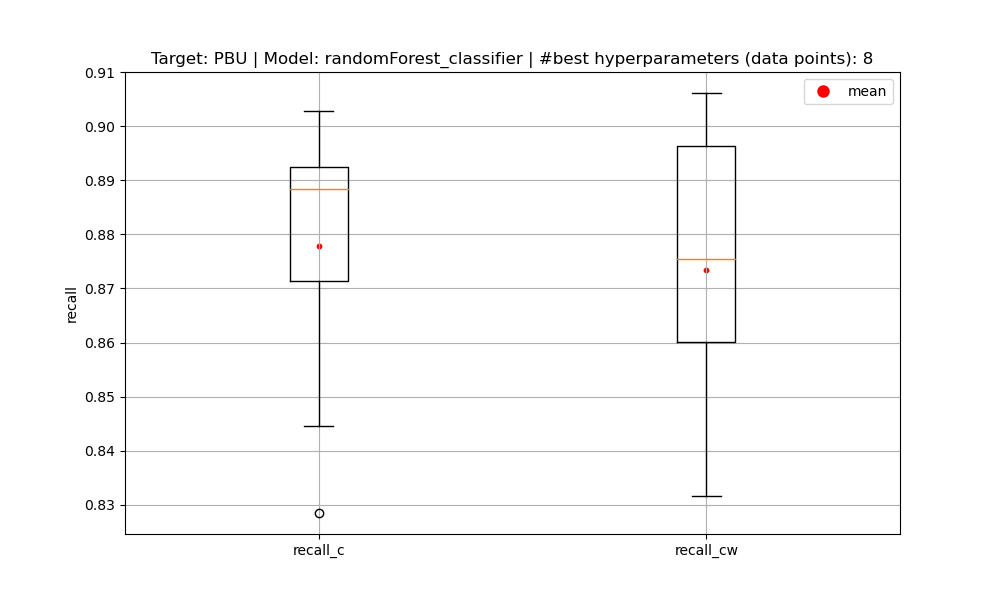 Target: PBU | Model: randomForest_classifier | #best hyperparameters (data points): 8
mean
0.91
0.90
0.89
0.88
0.87
0.86
0.85
0.84
0.83
recall
recall_c
recall_cw